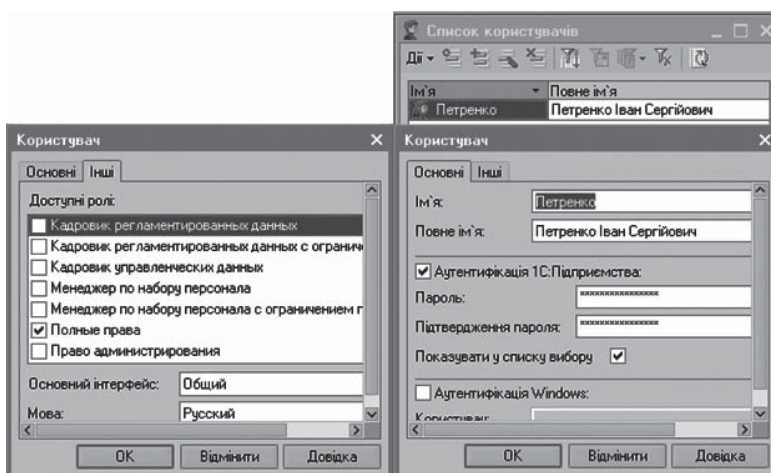 Список користувачів
Дії
Ім`я Повне ім`я
Петренко Петренко Іван Сергійович
Користувач
Основні Інші
Доступні ролі:
Кадровик регламентированных данных
Кадровик регламентированных данных с ограниче
Кадровик управленческих данных
Менеджер по набору персонала
Менеджер по набору персонала с ограничением г
Полные права
Право администрирования
Основний інтерфейс: Общий
Мова: Русский
OK Відмінити Довідка
Користувач
Основні Інші
Ім`я: Петренко
Повне ім`я: Петренко Іван Сергійович
Аутентифікація 1С:Підприємства:
Пароль: ***************
Підтвердження пароля: ***************
Показувати у списку вибору
Аутентифікація Windows:
Користувач:
OK Відмінити Довідка